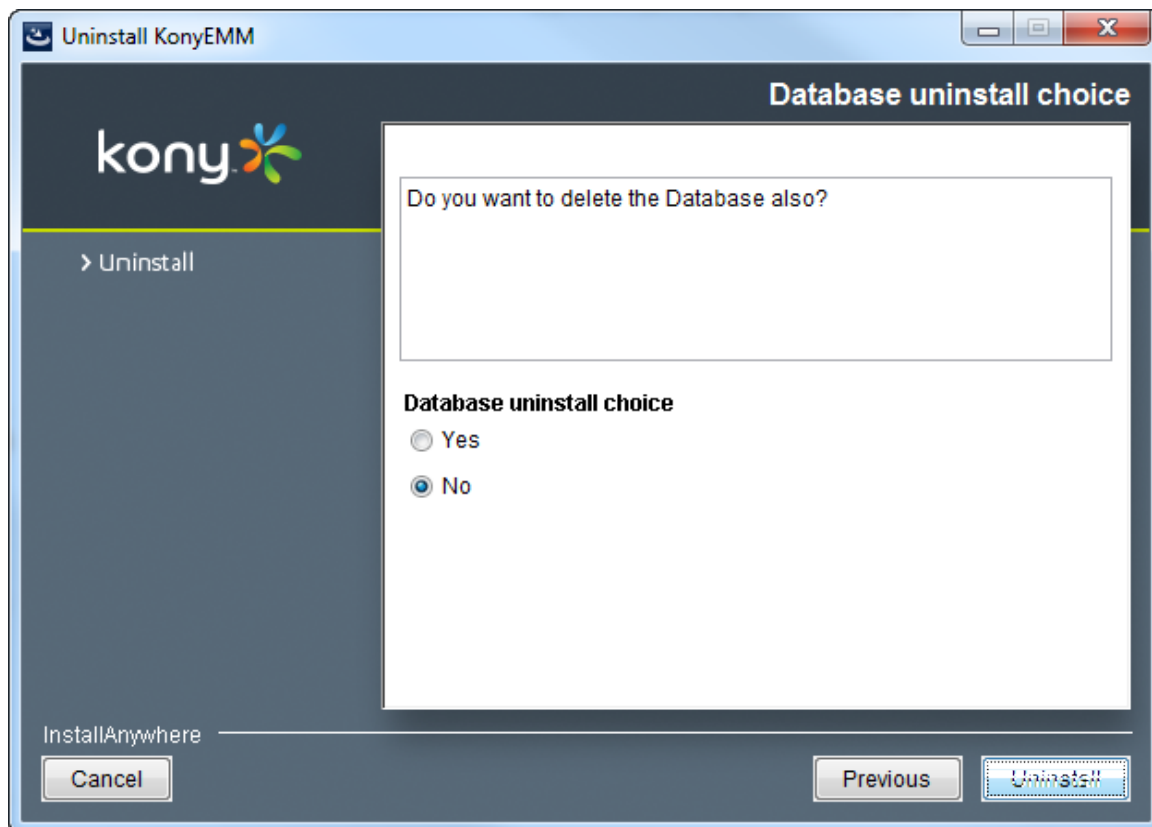 Uninstall KonyEMM
Database uninstall choice
kony™
Do you want to delete the Database also?
> Uninstall
Database uninstall choice
Yes
No
InstallAnywhere
Cancel
Previous
Uninstall